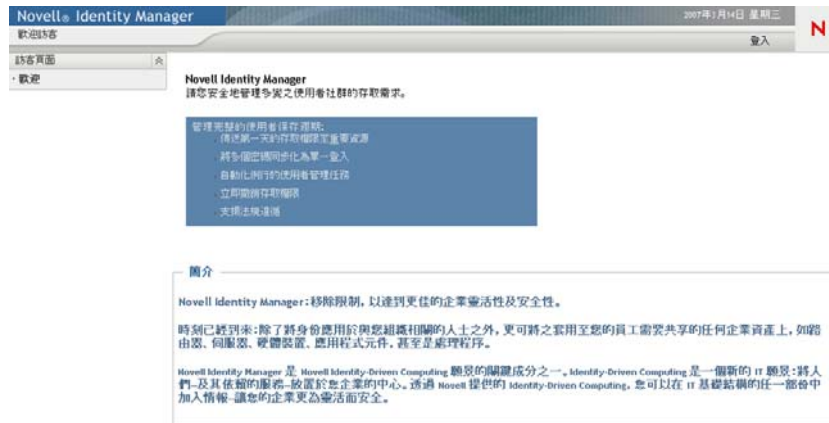 Novell® Identity Manager
2007年3月14日 星期三
歡迎訪客
登入
N
訪客頁面
歡迎
Novell Identity Manager
讓您安全地管理多變之使用者社群的存取需求。
管理完整的使用者保存週期:
傳送第一天的存取權限至重要資源
將多個密碼同步化為單一登入
自動化例行的使用者管理任務
立即撤銷存取權限
支援法規遵循
簡介
Novell Identity Manager:移除限制,以達到更佳的企業靈活性及安全性。
時刻已經到來:除了將身份應用於與您組織相關的人士之外,更可將之套用至您的員工需要共享的任何企業資產上,如路
由器、伺服器、硬體裝置、應用程式元件,甚至是處理程序。
Novell Identity Manager 是 Novell Identity-Driven Computing 願景的關鍵成分之一。Identity-Driven Computing 是一個新的 IT 願景:將人
們–及其依賴的服務–放置於您企業的中心。透過 Novell 提供的 Identity-Driven Computing,您可以在 IT 基礎結構的任一部份中
加入情報–讓您的企業更為靈活而安全。